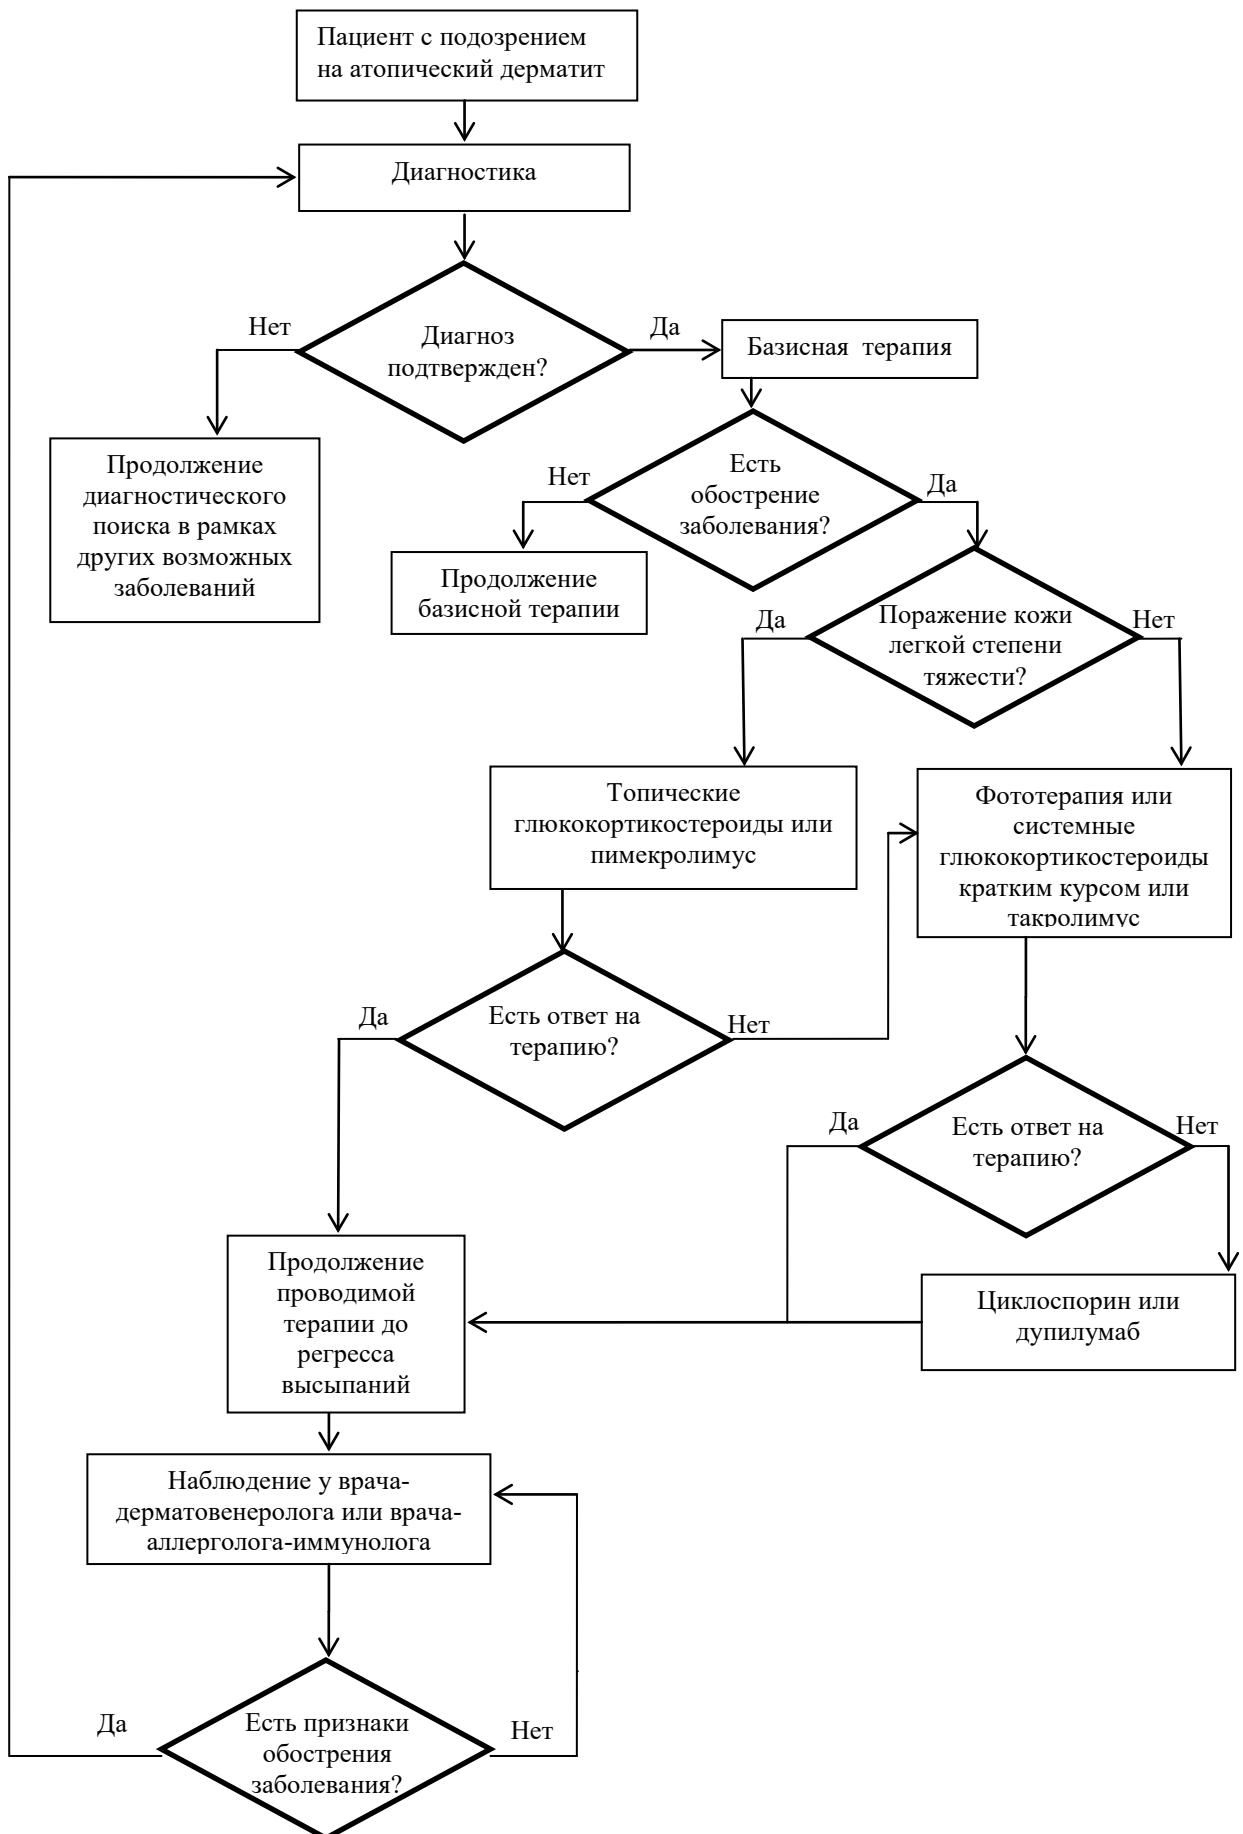 Пациент с подозрением
на атопический дерматит
Диагностика
Нет
Диагноз
подтвержден?
Да
Базисная терапия
Продолжение
диагностического
поиска в рамках
других возможных
заболеваний
Нет
Есть
обострение
заболевания?
Да
Продолжение
базисной терапии
Да
Поражение кожи
легкой степени
тяжести?
Нет
Топические
глюкокортикостероиды или
пимекролимус
Фототерапия или
системные
глюкокортикостероиды
кратким курсом или
такролимус
Да
Есть ответ на
терапию?
Нет
Да
Есть ответ на
терапию?
Нет
Продолжение
проводимой
терапии до
регресса
высыпаний
Циклоспорин или
дупилумаб
Наблюдение у врача-
дерматовенеролога или врача-
аллерголога-иммунолога
Да
Есть признаки
обострения
заболевания?
Нет